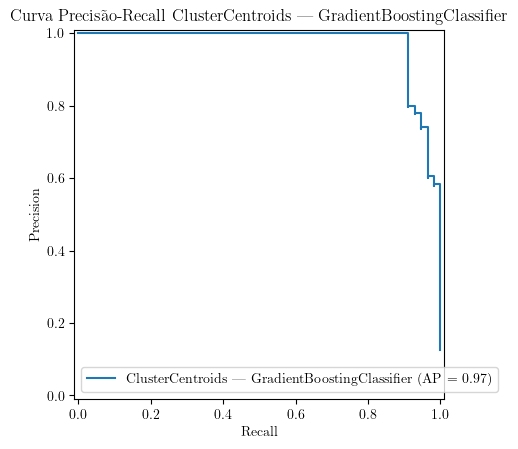 Curva Precisão-Recall ClusterCentroids — GradientBoostingClassifier
1.0
0.8
0.6
0.4
0.2
0.0
Precision
ClusterCentroids — GradientBoostingClassifier (AP = 0.97)
0.0 0.2 0.4 0.6 0.8 1.0
Recall